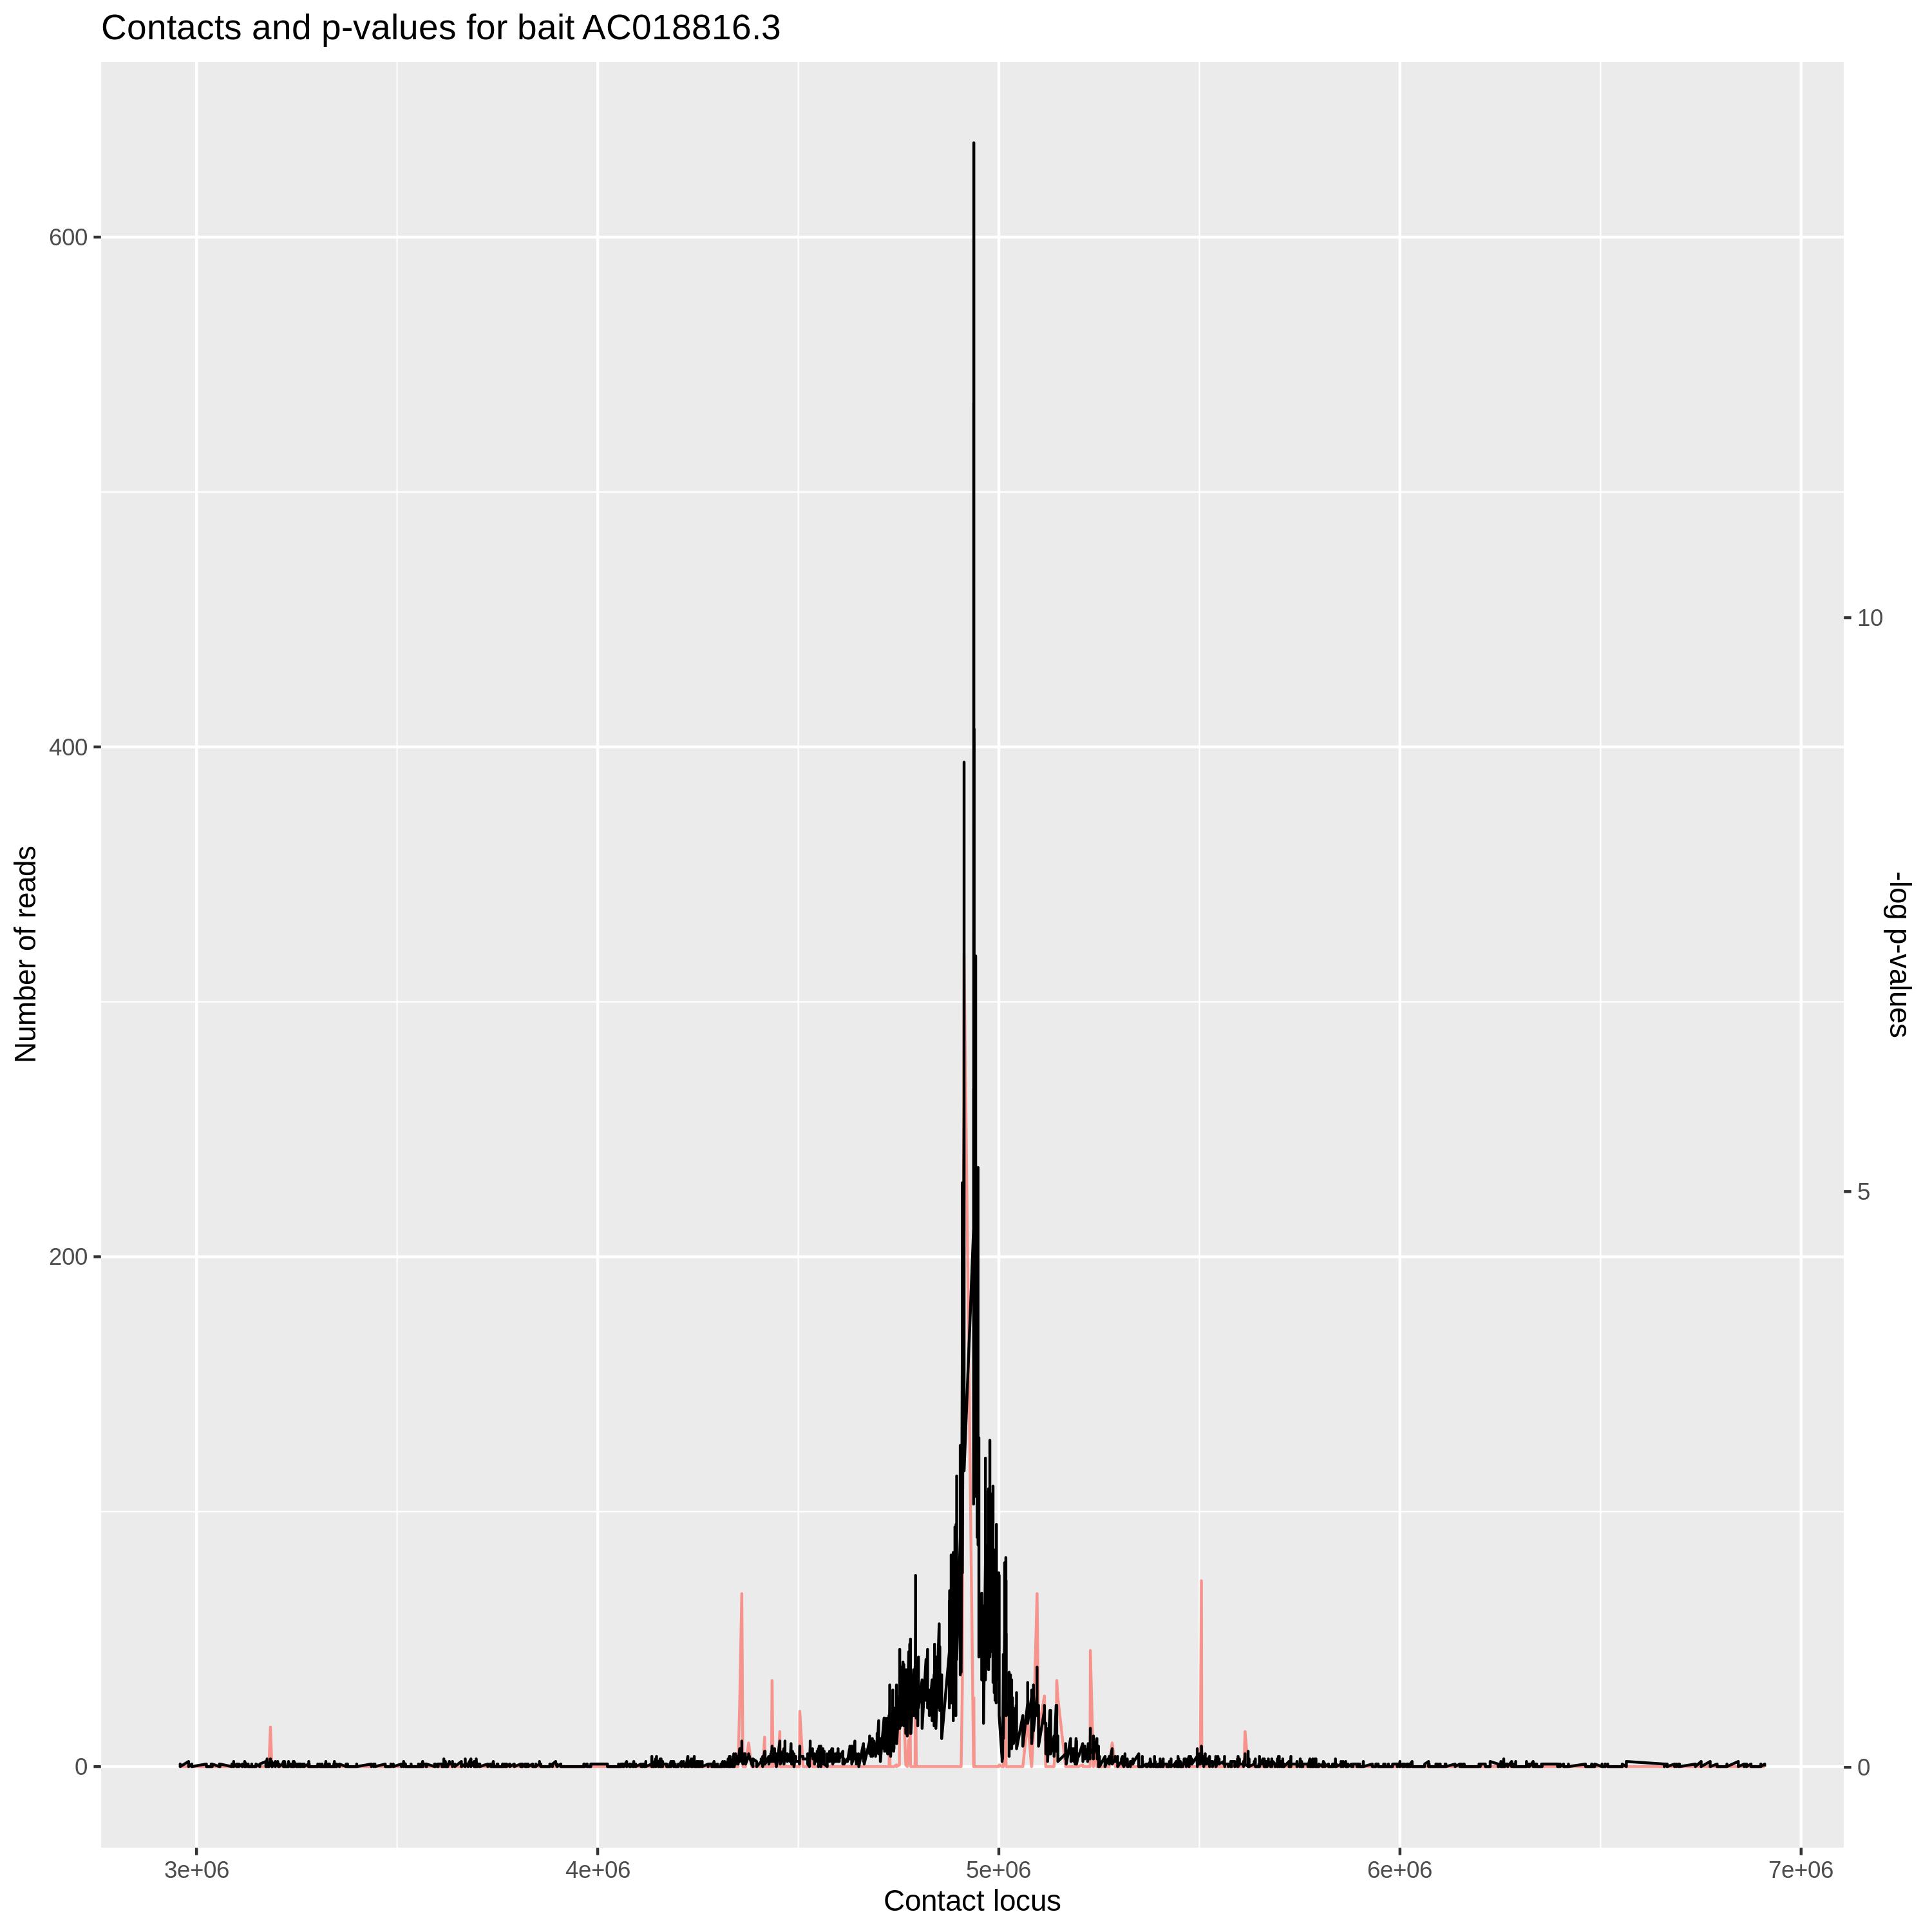 Contacts and p-values for bait AC018816.3
600
400
200
0
Number of reads
10
5
0
-log p-values
3e+06
4e+06
5e+06
6e+06
7e+06
Contact locus